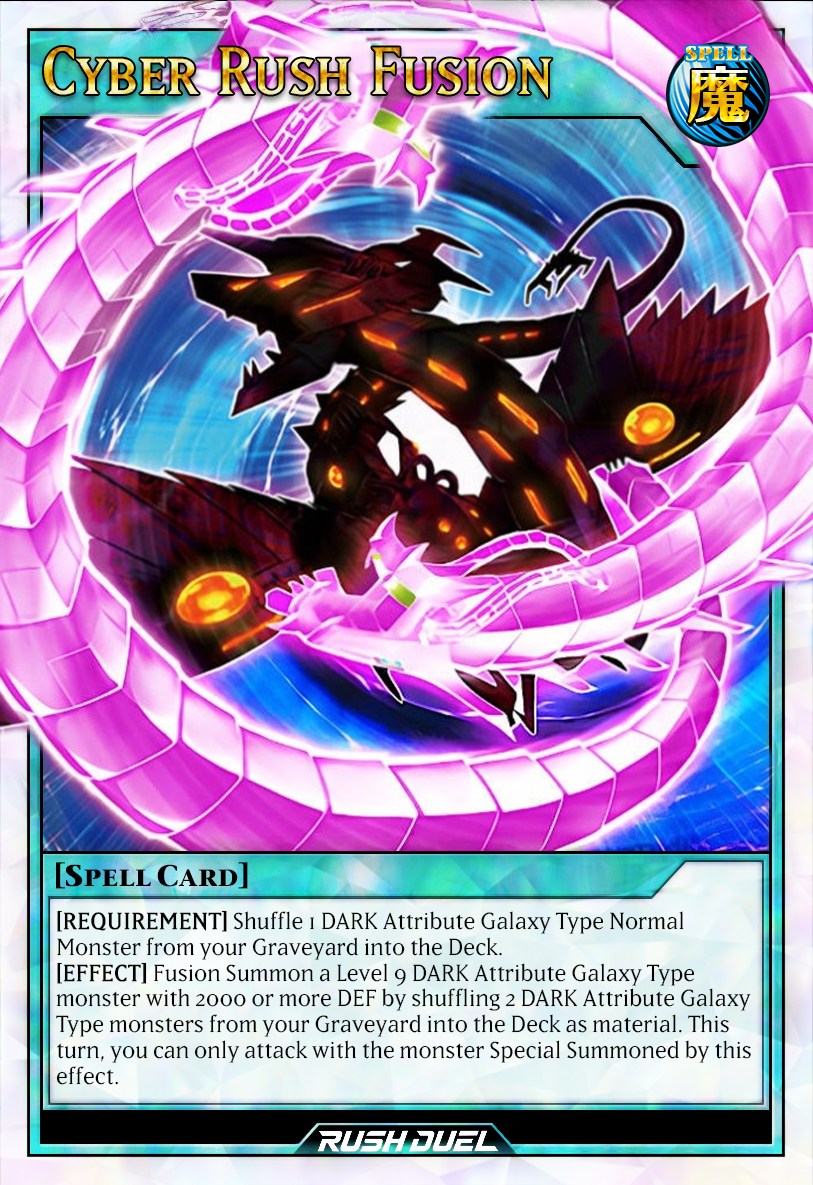 Cyber Rush Fusion
SPELL
魔
[Spell Card]
[REQUIREMENT] Shuffle 1 DARK Attribute Galaxy Type Normal
Monster from your Graveyard into the Deck.
[EFFECT] Fusion Summon a Level 9 DARK Attribute Galaxy Type
monster with 2000 or more DEF by shuffling 2 DARK Attribute Galaxy
Type monsters from your Graveyard into the Deck as material. This
turn, you can only attack with the monster Special Summoned by this
effect.
RUSH DUEL